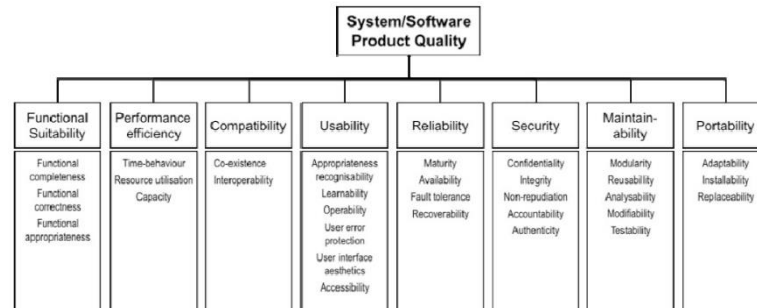 System/Software
Product Quality
Functional
Suitability
Functional
completeness
Functional
correctness
Functional
appropriateness
Performance
efficiency
Time-behaviour
Resource utilisation
Capacity
Compatibility
Co-existence
Interoperability
Usability
Appropriateness
recognisability
Learnability
Operability
User error
protection
User interface
aesthetics
Accessibility
Reliability
Maturity
Availability
Fault tolerance
Recoverability
Security
Confidentiality
Integrity
Non-repudiation
Accountability
Authenticity
Maintain-
ability
Modularity
Reusability
Analysability
Modifiability
Testability
Portability
Adaptability
Installability
Replaceability